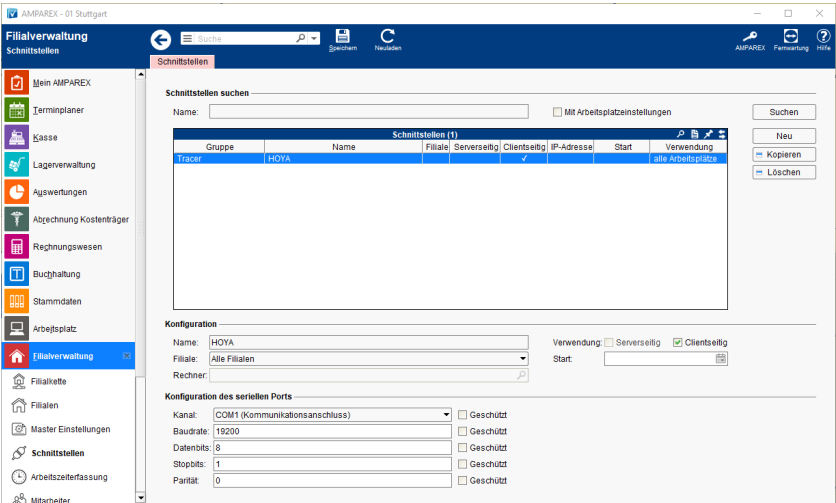 AMPAREX - 01 Stuttgart
Filialverwaltung
Schnittstellen
Suche
Speichern
Neuladen
AMPAREX
Fernwartung
Hilfe
Schnittstellen
Mein AMPAREX
Terminplaner
Kasse
Lagerverwaltung
Auswertungen
Abrechnung Kostenträger
Rechnungswesen
Buchhaltung
Stammdaten
Arbeitsplatz
Filialverwaltung
Filialkette
Filialen
Master Einstellungen
Schnittstellen
Arbeitszeiterfassung
Mitarbeiter
Schnittstellen suchen
Name:
Mit Arbeitsplatzeinstellungen
Suchen
Neu
Kopieren
Löschen
Schnittstellen (1)
Gruppe Name Filiale Serverseitig Clientseitig IP-Adresse Start Verwendung
Tracer HOYA ✓ alle Arbeitsplätze
Konfiguration
Name: HOYA Verwendung: Serverseitig Clientseitig
Filiale: Alle Filialen Start:
Rechner:
Konfiguration des seriellen Ports
Kanal: COM1 (Kommunikationsanschluss) Geschützt
Baudrate: 19200 Geschützt
Datenbits: 8 Geschützt
Stopbits: 1 Geschützt
Parität: 0 Geschützt